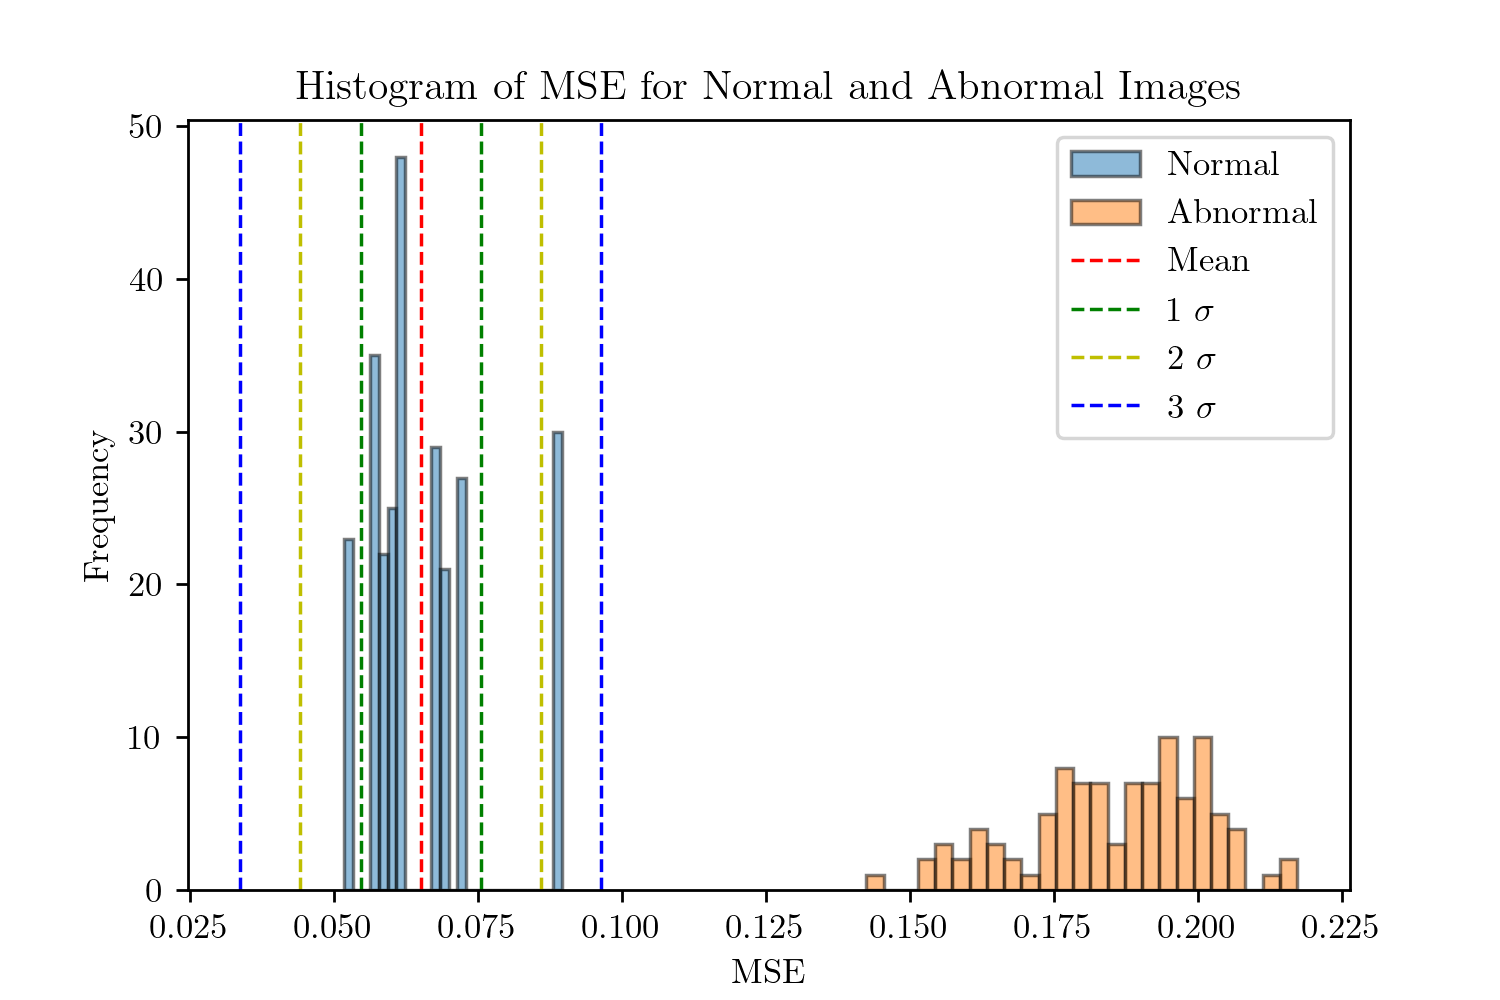 Histogram of MSE for Normal and Abnormal Images
50
40
30
20
10
0
Frequency
Normal
Abnormal
Mean
1 σ
2 σ
3 σ
0.025 0.050 0.075 0.100 0.125 0.150 0.175 0.200 0.225
MSE